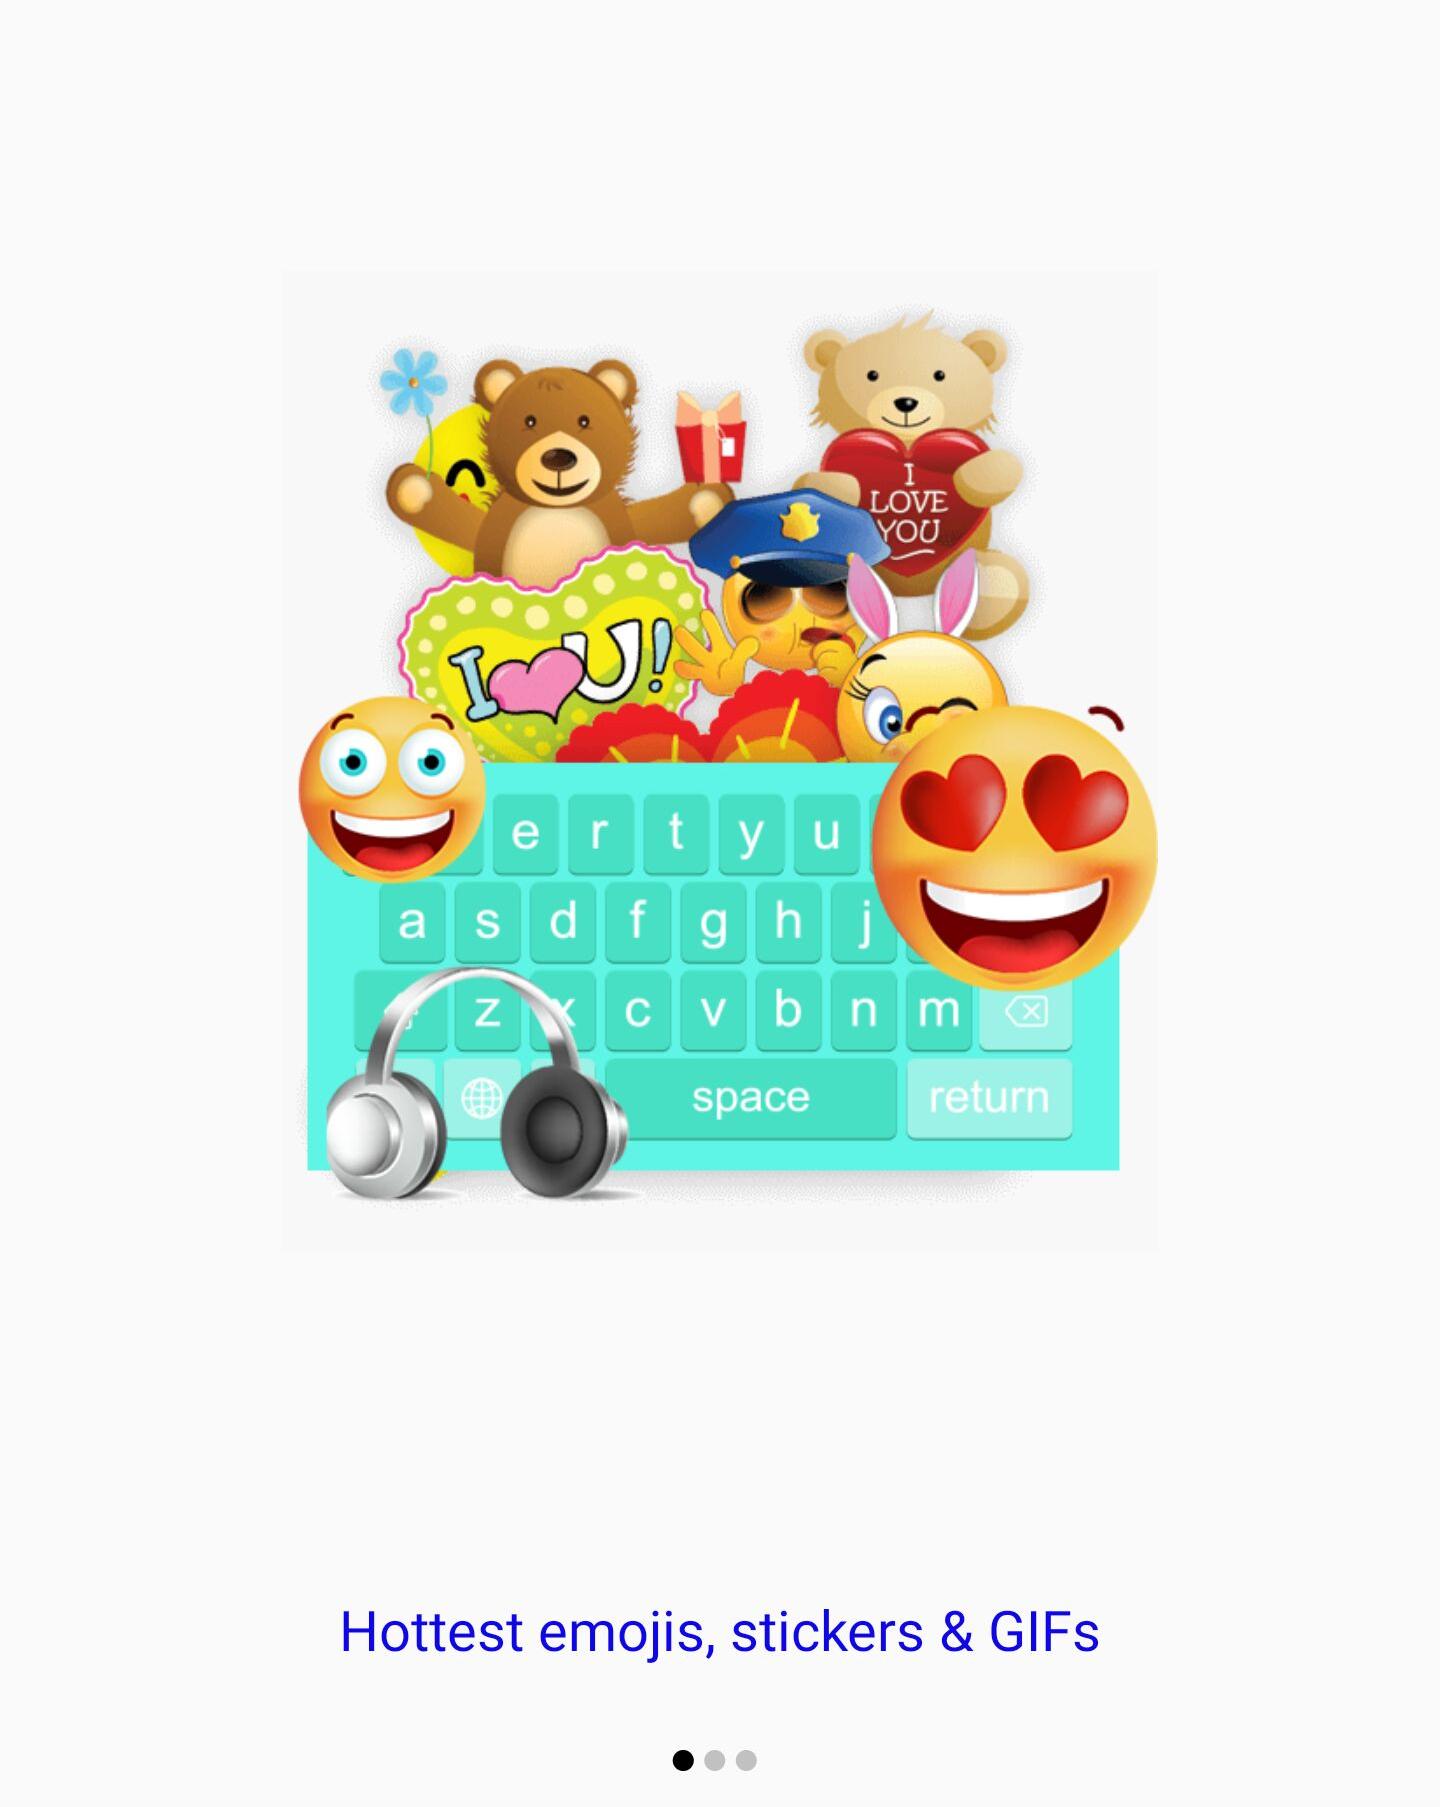 I
LOVE
YOU
I U!
e r t y u
a s d f g h j
z x c v b n m
space return
Hottest emojis, stickers & GIFs